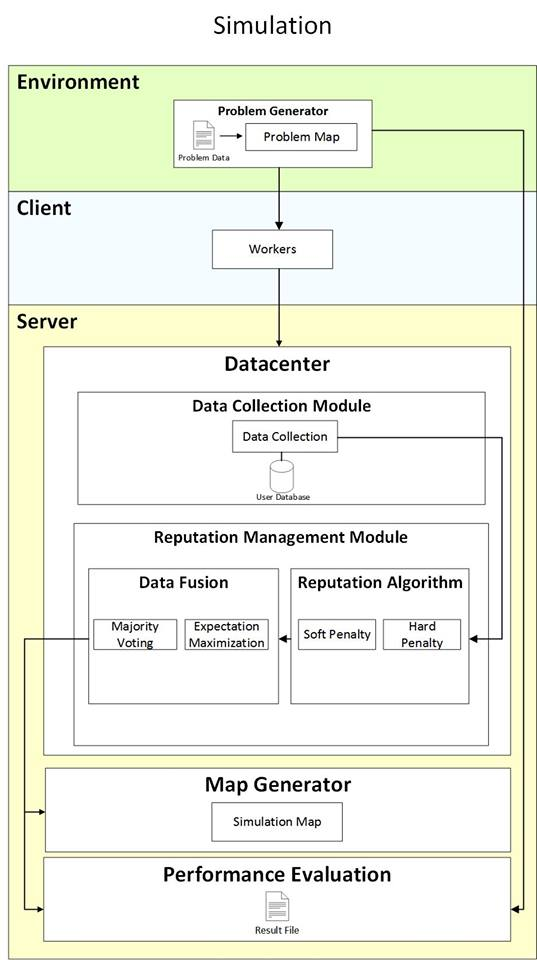 Simulation
Environment
Problem Generator
Problem Map
Problem Data
Client
Workers
Server
Datacenter
Data Collection Module
Data Collection
User Database
Reputation Management Module
Data Fusion
Majority
Voting
Expectation
Maximization
Reputation Algorithm
Soft Penalty
Hard
Penalty
Map Generator
Simulation Map
Performance Evaluation
Result File